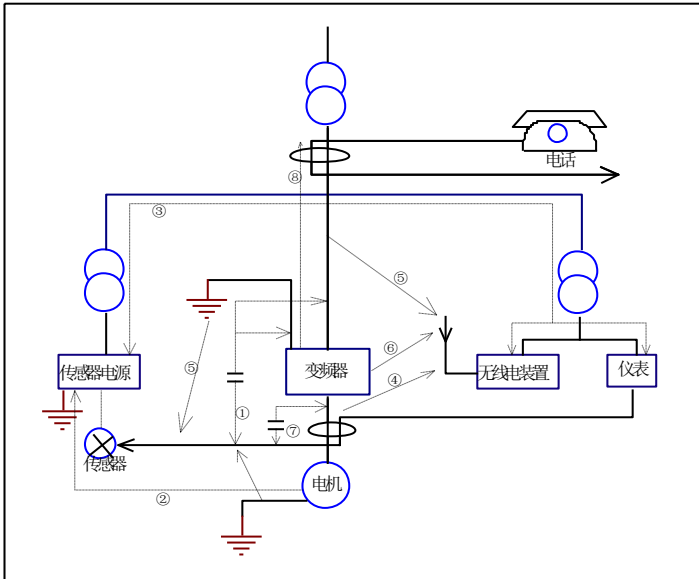 电话
⑧
③
⑤
⑥
⑤
变频器
④
无线电装置
仪表
传感器电源
①
⑦
传感器
电机
②